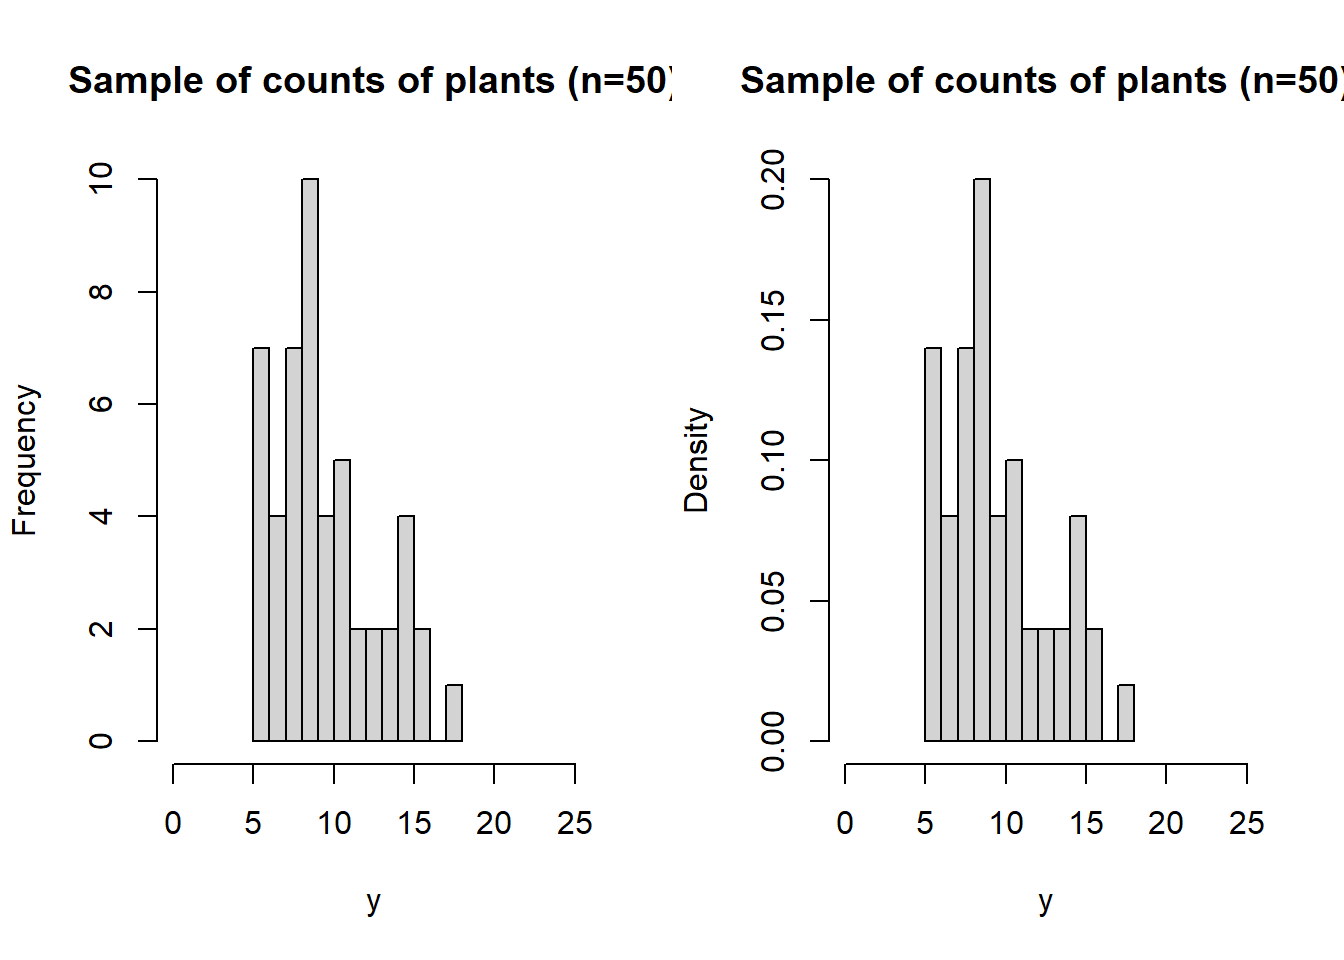 Sample of counts of plants (n=50)
Frequency
10
8
6
4
2
0
0 5 10 15 20 25
y
Sample of counts of plants (n=50)
Density
0.20
0.15
0.10
0.05
0.00
0 5 10 15 20 25
y